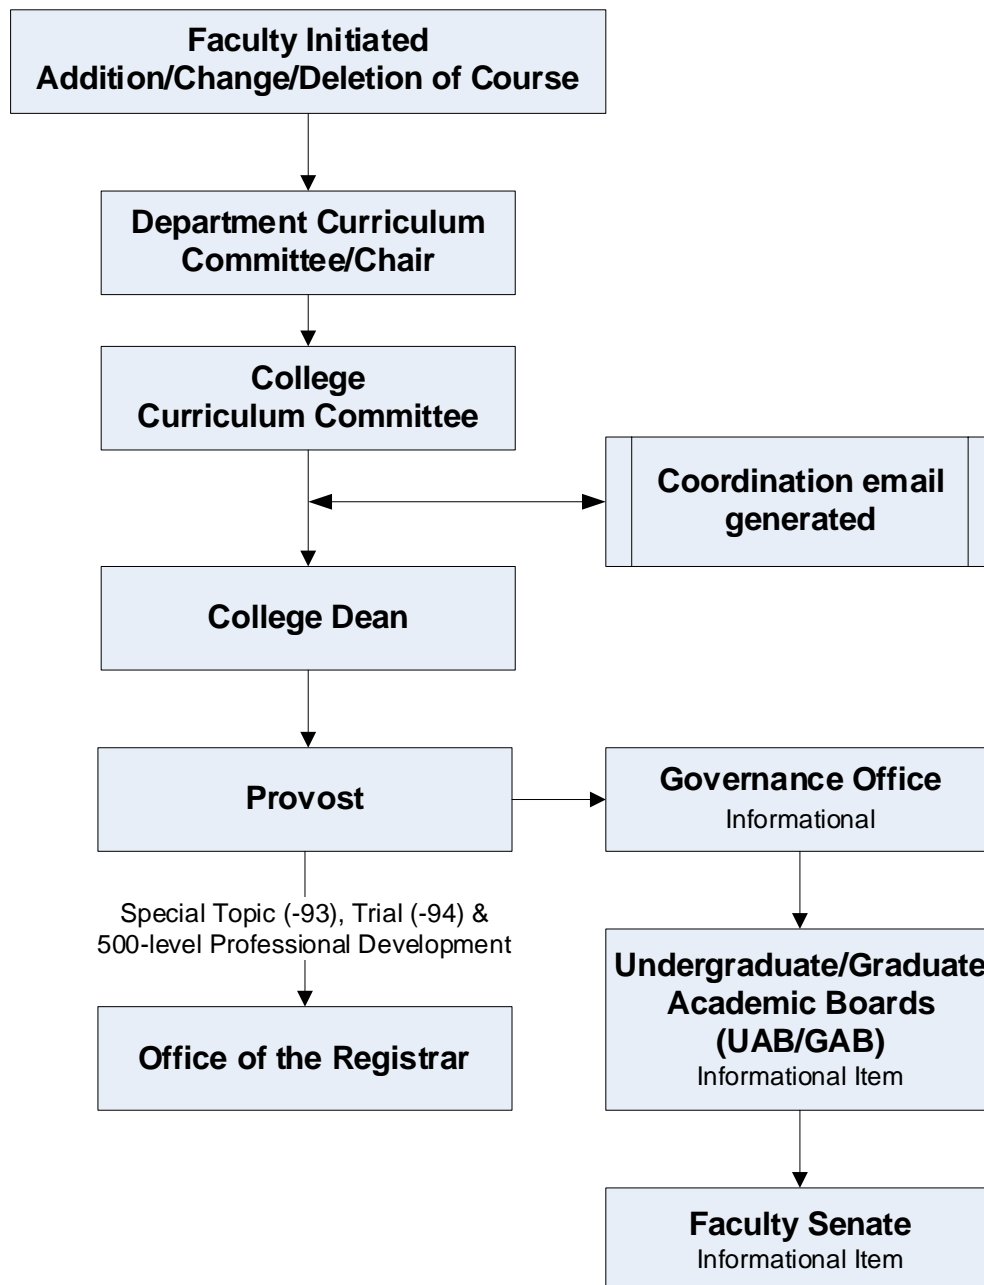 Faculty Initiated
Addition/Change/Deletion of Course
Department Curriculum
Committee/Chair
College
Curriculum Committee
Coordination email
generated
College Dean
Provost
Governance Office
Informational
Special Topic (-93), Trial (-94) &
500-level Professional Development
Undergraduate/Graduate
Academic Boards
(UAB/GAB)
Informational Item
Office of the Registrar
Faculty Senate
Informational Item